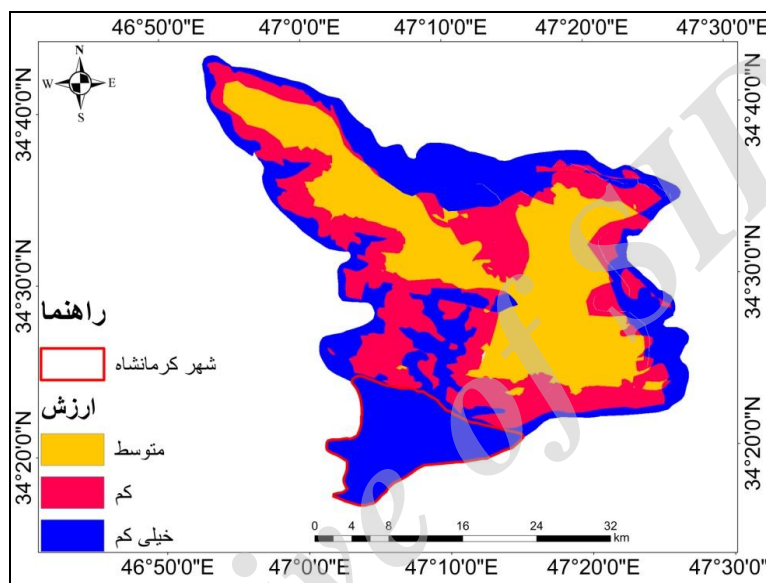 46°50'0"E 47°0'0"E 47°10'0"E 47°20'0"E 47°30'0"E
N
W E
S
34°40'0"N 34°40'0"N
34°30'0"N 34°30'0"N
34°20'0"N 34°20'0"N
راهنما
شهر کرمانشاه
ارزش
متوسط
کم
خیلی کم
0 4 8 16 24 32
km
46°50'0"E 47°0'0"E 47°10'0"E 47°20'0"E 47°30'0"E
ive of SID